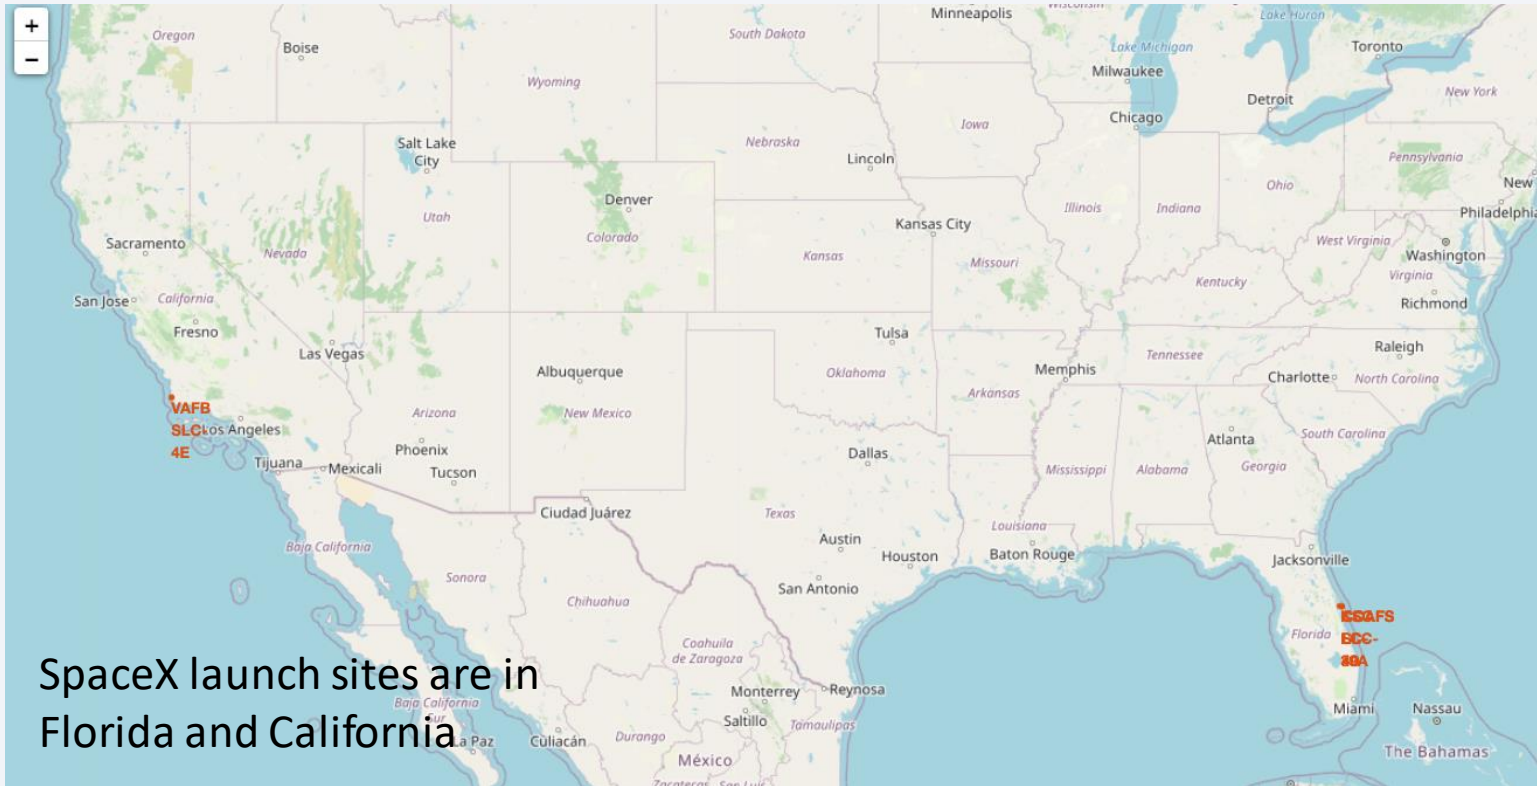 +
−
Oregon
Boise
South Dakota
Minneapolis
Wisconsin
Lake Huron
Lake Michigan
Toronto
Wyoming
Milwaukee
Detroit
New York
Chicago
Iowa
Nebraska
Salt Lake
City
Lincoln
Pennsylvania
Ohio
New
Denver
Utah
Illinois
Indiana
Philadelphia
Kansas City
Colorado
Sacramento
Nevada
Kansas
Missouri
West Virginia
Washington
Virginia
Kentucky
San Jose
California
Richmond
Fresno
Las Vegas
Tulsa
Raleigh
Tennessee
Albuquerque
Oklahoma
Memphis
Charlotte
North Carolina
Arkansas
VAFB
SLC-
4E
Los Angeles
Arizona
New Mexico
Phoenix
Atlanta
South Carolina
Dallas
Tijuana
Mexicali
Tucson
Mississippi
Alabama
Georgia
Ciudad Juárez
Texas
Louisiana
Austin
Houston
Baton Rouge
Jacksonville
Baja California
Sonora
San Antonio
Chihuahua
Florida
Coahuila
de Zaragoza
SpaceX launch sites are in
Florida and California
Baja California
Sur
La Paz
Culiacán
Durango
Monterrey
Reynosa
Saltillo
Tamaulipas
México
Zacatecas
San Luis
Miami
Nassau
The Bahamas